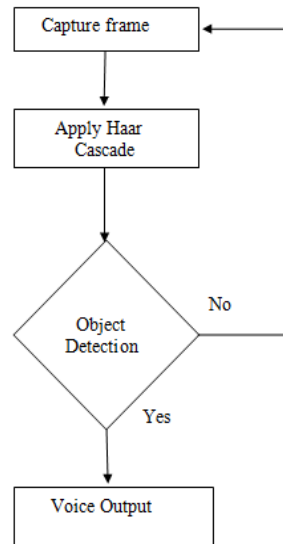 Capture frame
Apply Haar
Cascade
Object
Detection
No
Yes
Voice Output